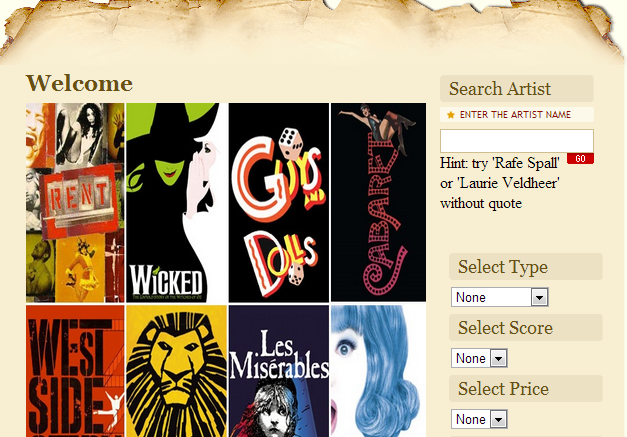 Welcome
RENT
WICKED
THE UNTOLD STORY OF THE WITCHES OF OZ
GUYS
AND
DOLLS
CABARET
WEST
SIDE
Les
Misérables
Search Artist
ENTER THE ARTIST NAME
GO
Hint: try 'Rafe Spall'
or 'Laurie Veldheer'
without quote
Select Type
None
Select Score
None
Select Price
None